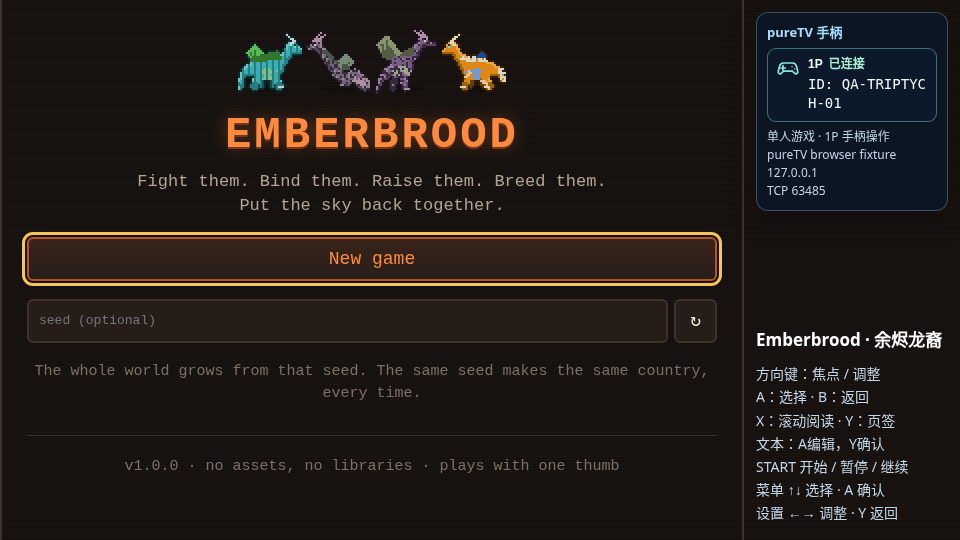 EMBERBROOD
Fight them. Bind them. Raise them. Breed them.
Put the sky back together.
New game
seed (optional)
↻
The whole world grows from that seed. The same seed makes the same country,
every time.
v1.0.0 · no assets, no libraries · plays with one thumb
pureTV 手柄
1P 已连接
ID: QA-TRIPTYC
H-01
单人游戏 · 1P 手柄操作
pureTV browser fixture
127.0.0.1
TCP 63485
Emberbrood · 余烬龙裔
方向键：焦点 / 调整
A：选择 · B：返回
X：滚动阅读 · Y：页签
文本：A编辑，Y确认
START 开始 / 暂停 / 继续
菜单 ↑↓ 选择 · A 确认
设置 ←→ 调整 · Y 返回